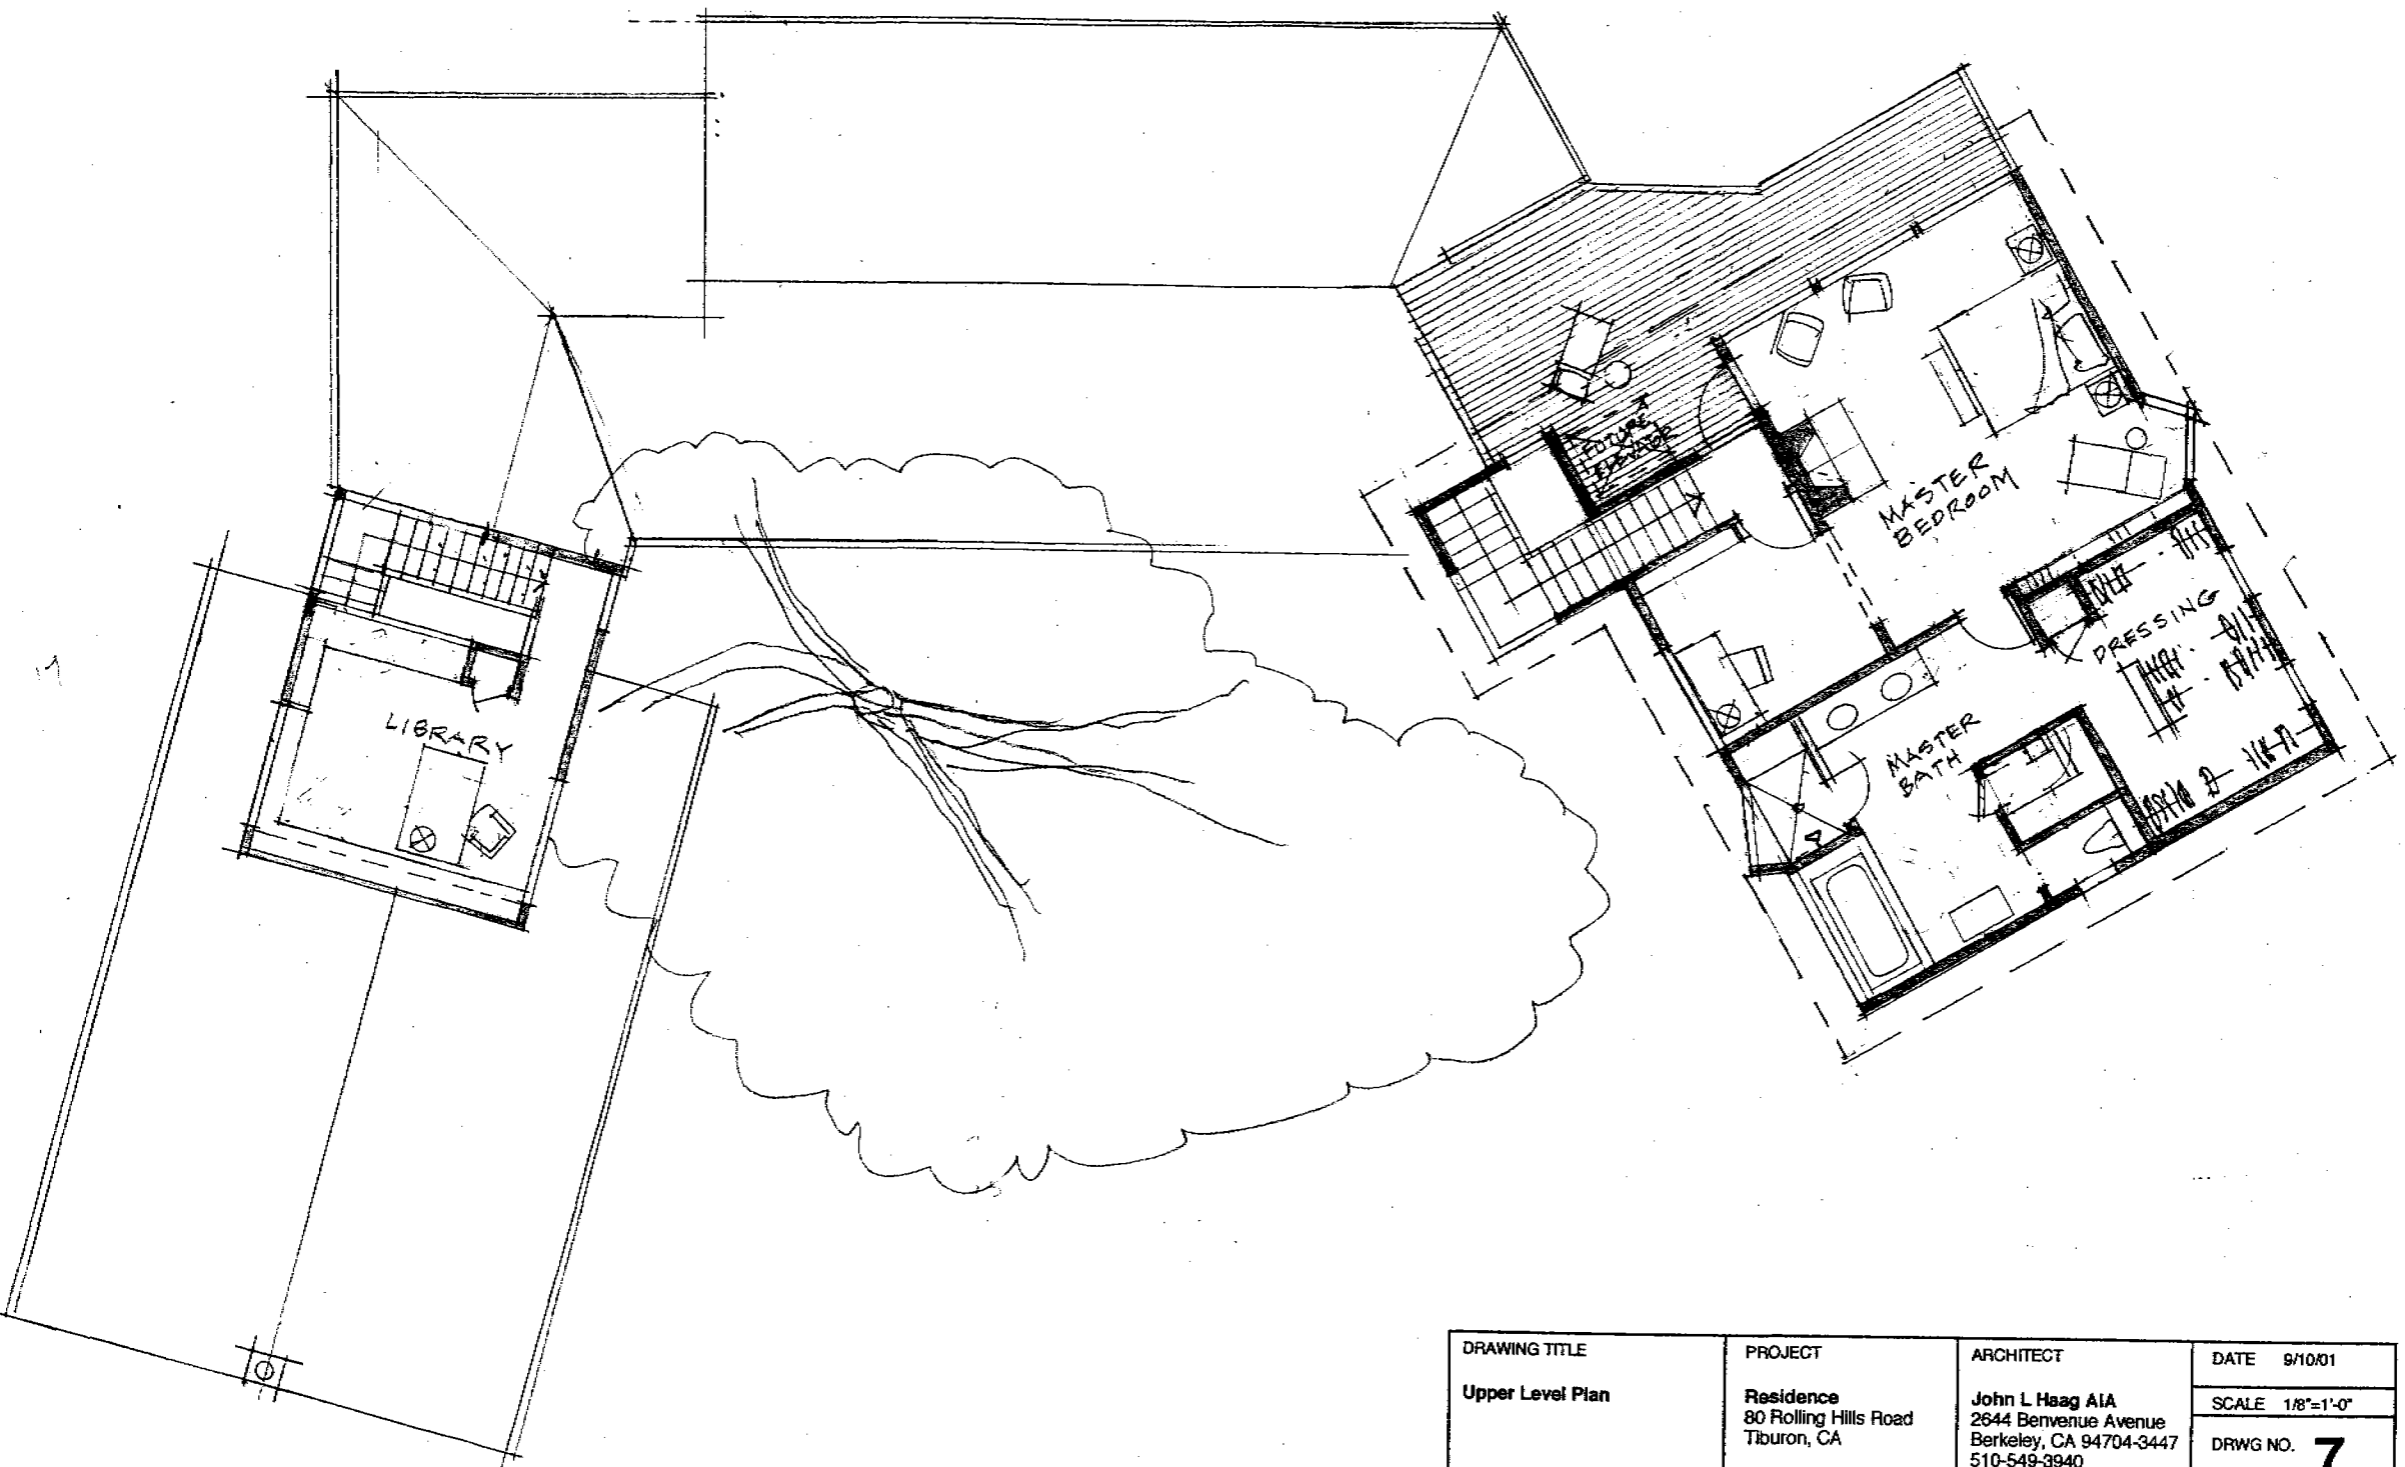 FUTURE
ELEVATOR
MASTER
BEDROOM
DRESSING
LIBRARY
MASTER
BATH
DRAWING TITLE
Upper Level Plan
PROJECT
Residence
80 Rolling Hills Road
Tiburon, CA
ARCHITECT
John L Haag AIA
2644 Benvenue Avenue
Berkeley, CA 94704-3447
510-549-3940
DATE 9/10/01
SCALE 1/8"=1'-0"
DRWG NO. 7